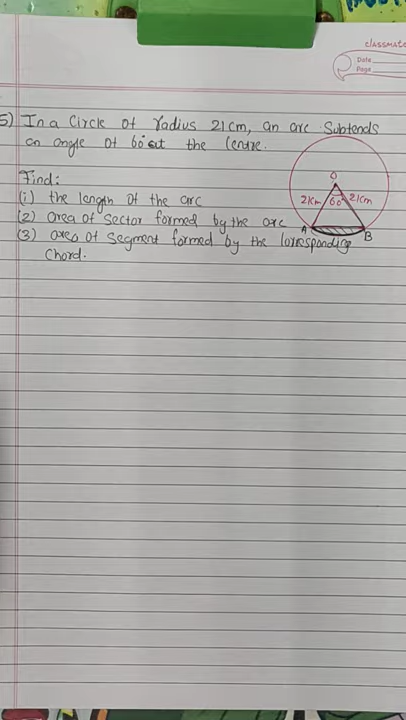 classmate
Date
Page
5) In a Circle of radius 21cm, an arc Subtends
an angle of 60° at the Centre.
Find:
(i) the length of the arc
(2) area of Sector formed by the arc
(3) area of Segment formed by the Corresponding
Chord.
O
21cm 60° 21cm
A B